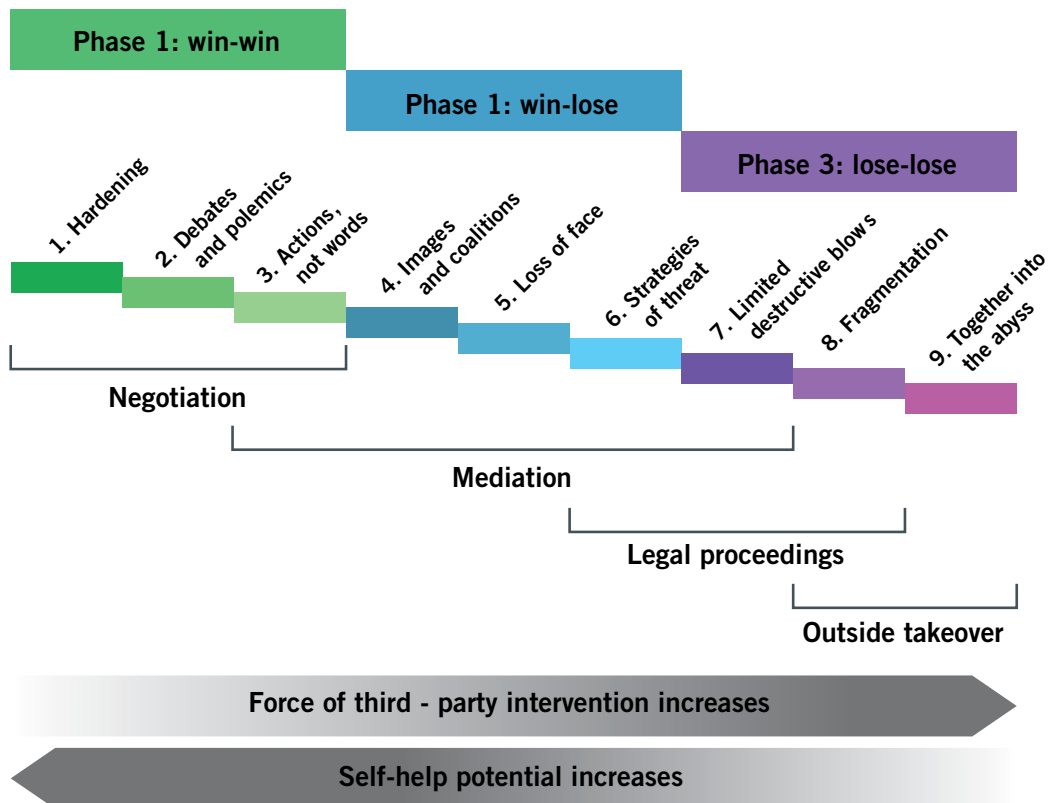 Phase 1: win-win
Phase 1: win-lose
Phase 3: lose-lose
1. Hardening
2. Debates
and polemics
3. Actions,
not words
4. Images
and coalitions
5. Loss of face
6. Strategies
of threat
7. Limited
destructive blows
8. Fragmentation
9. Together into
the abyss
Negotiation
Mediation
Legal proceedings
Outside takeover
Force of third - party intervention increases
Self-help potential increases